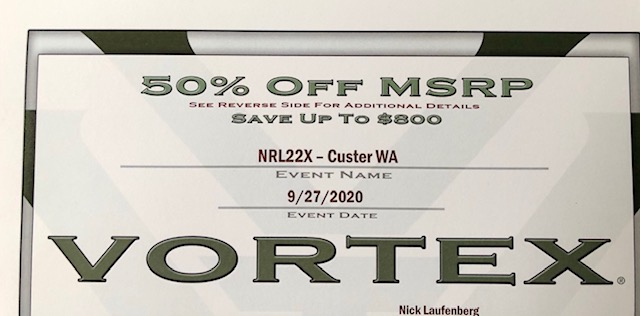 50% Off MSRP
See Reverse Side For Additional Details
Save Up To $800
NRL22X – Custer WA
Event Name
9/27/2020
Event Date
VORTEX®
Nick Laufenberg